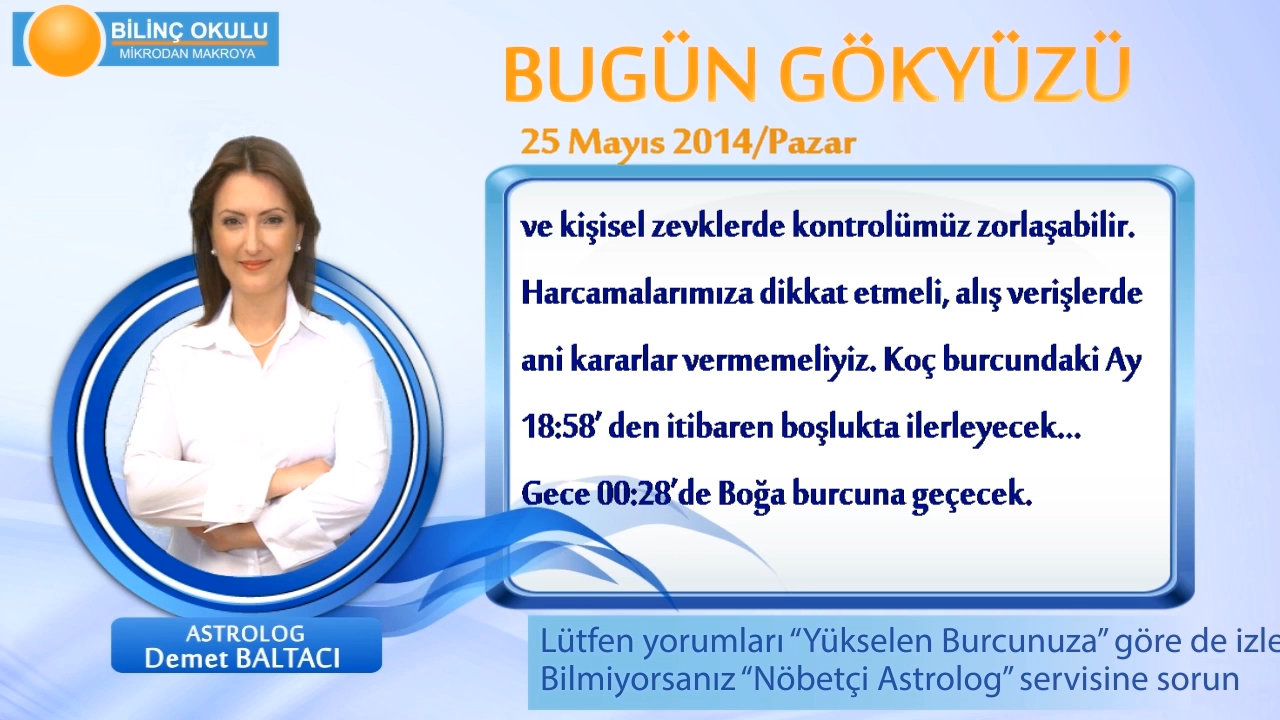 BİLİNÇ OKULU
MİKRODAN MAKROYA
BUGÜN GÖKYÜZÜ
25 Mayıs 2014/Pazar
ve kişisel zevklerde kontrolümüz zorlaşabilir.
Harcamalarımıza dikkat etmeli, alış verişlerde
ani kararlar vermemeliyiz. Koç burcundaki Ay
18:58' den itibaren boşlukta ilerleyecek...
Gece 00:28'de Boğa burcuna geçecek.
ASTROLOG
Demet BALTACI
Lütfen yorumları “Yükselen Burcunuza” göre de
Bilmiyorsanız “Nöbetçi Astrolog” servisine sorun